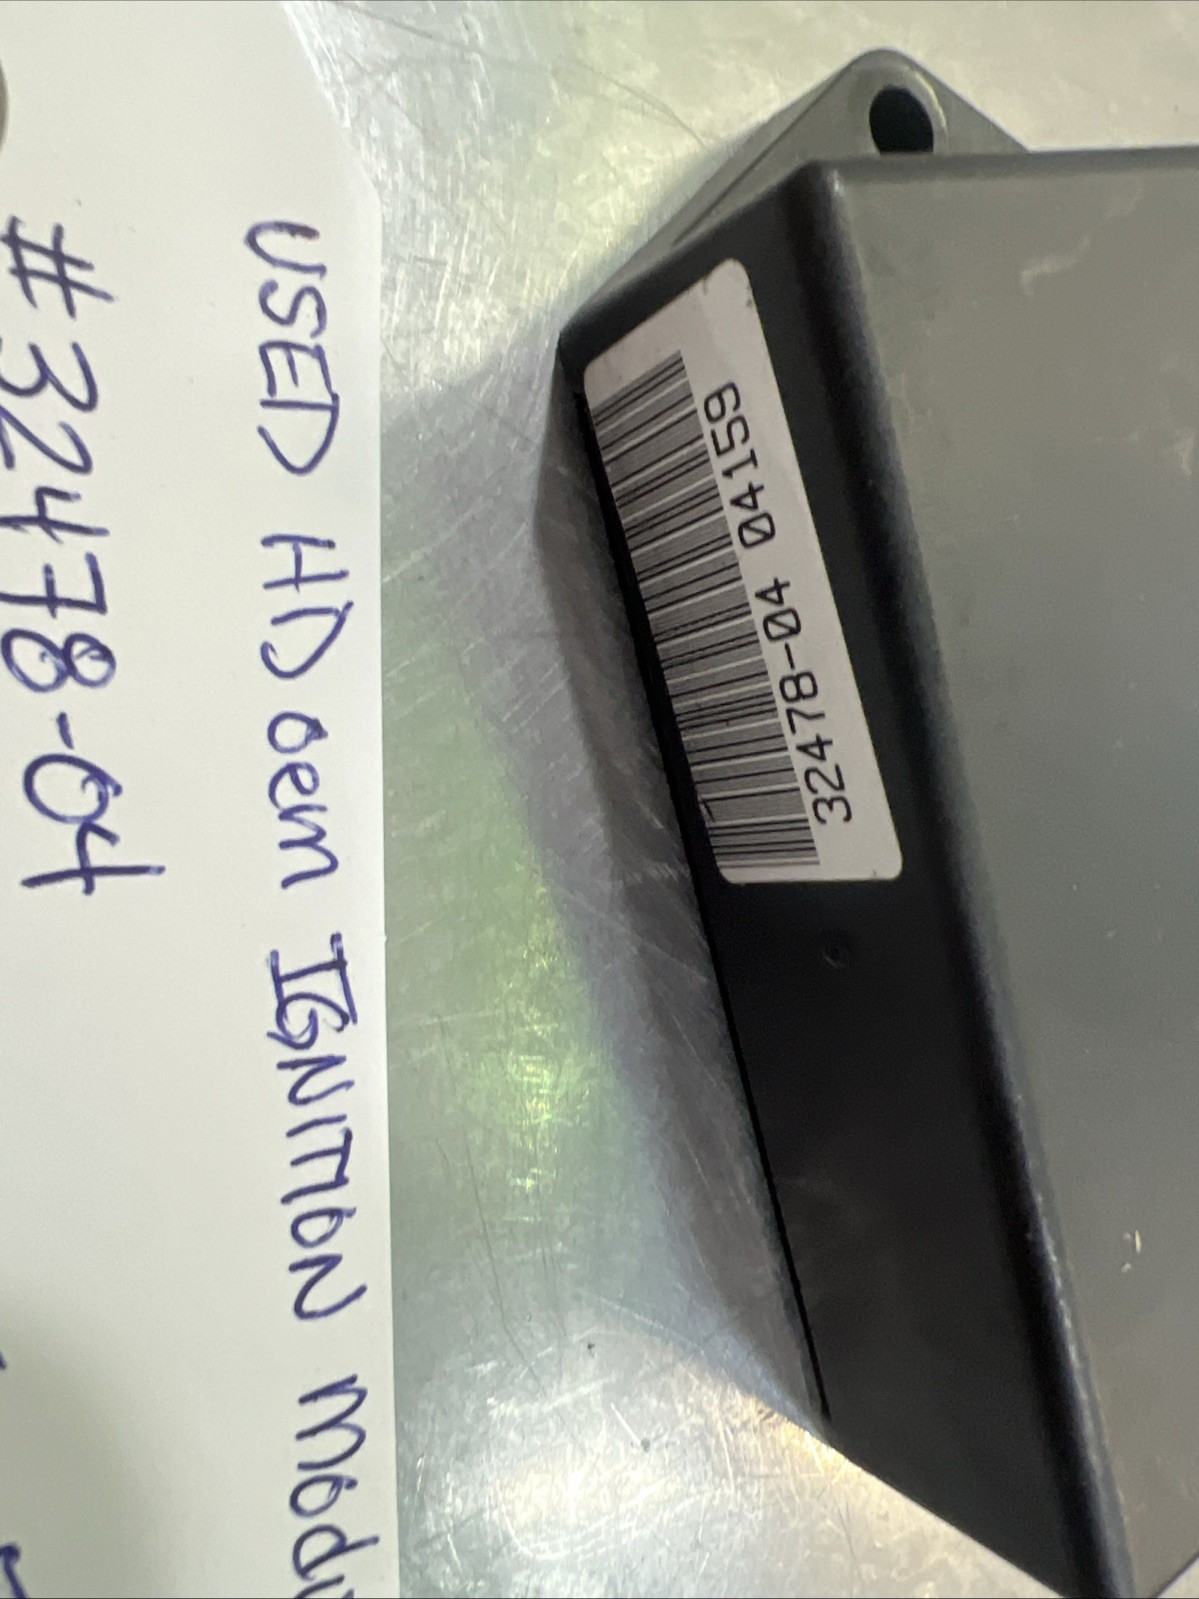 USED HD oem IGNITION
#32478-04
32478-04 04159